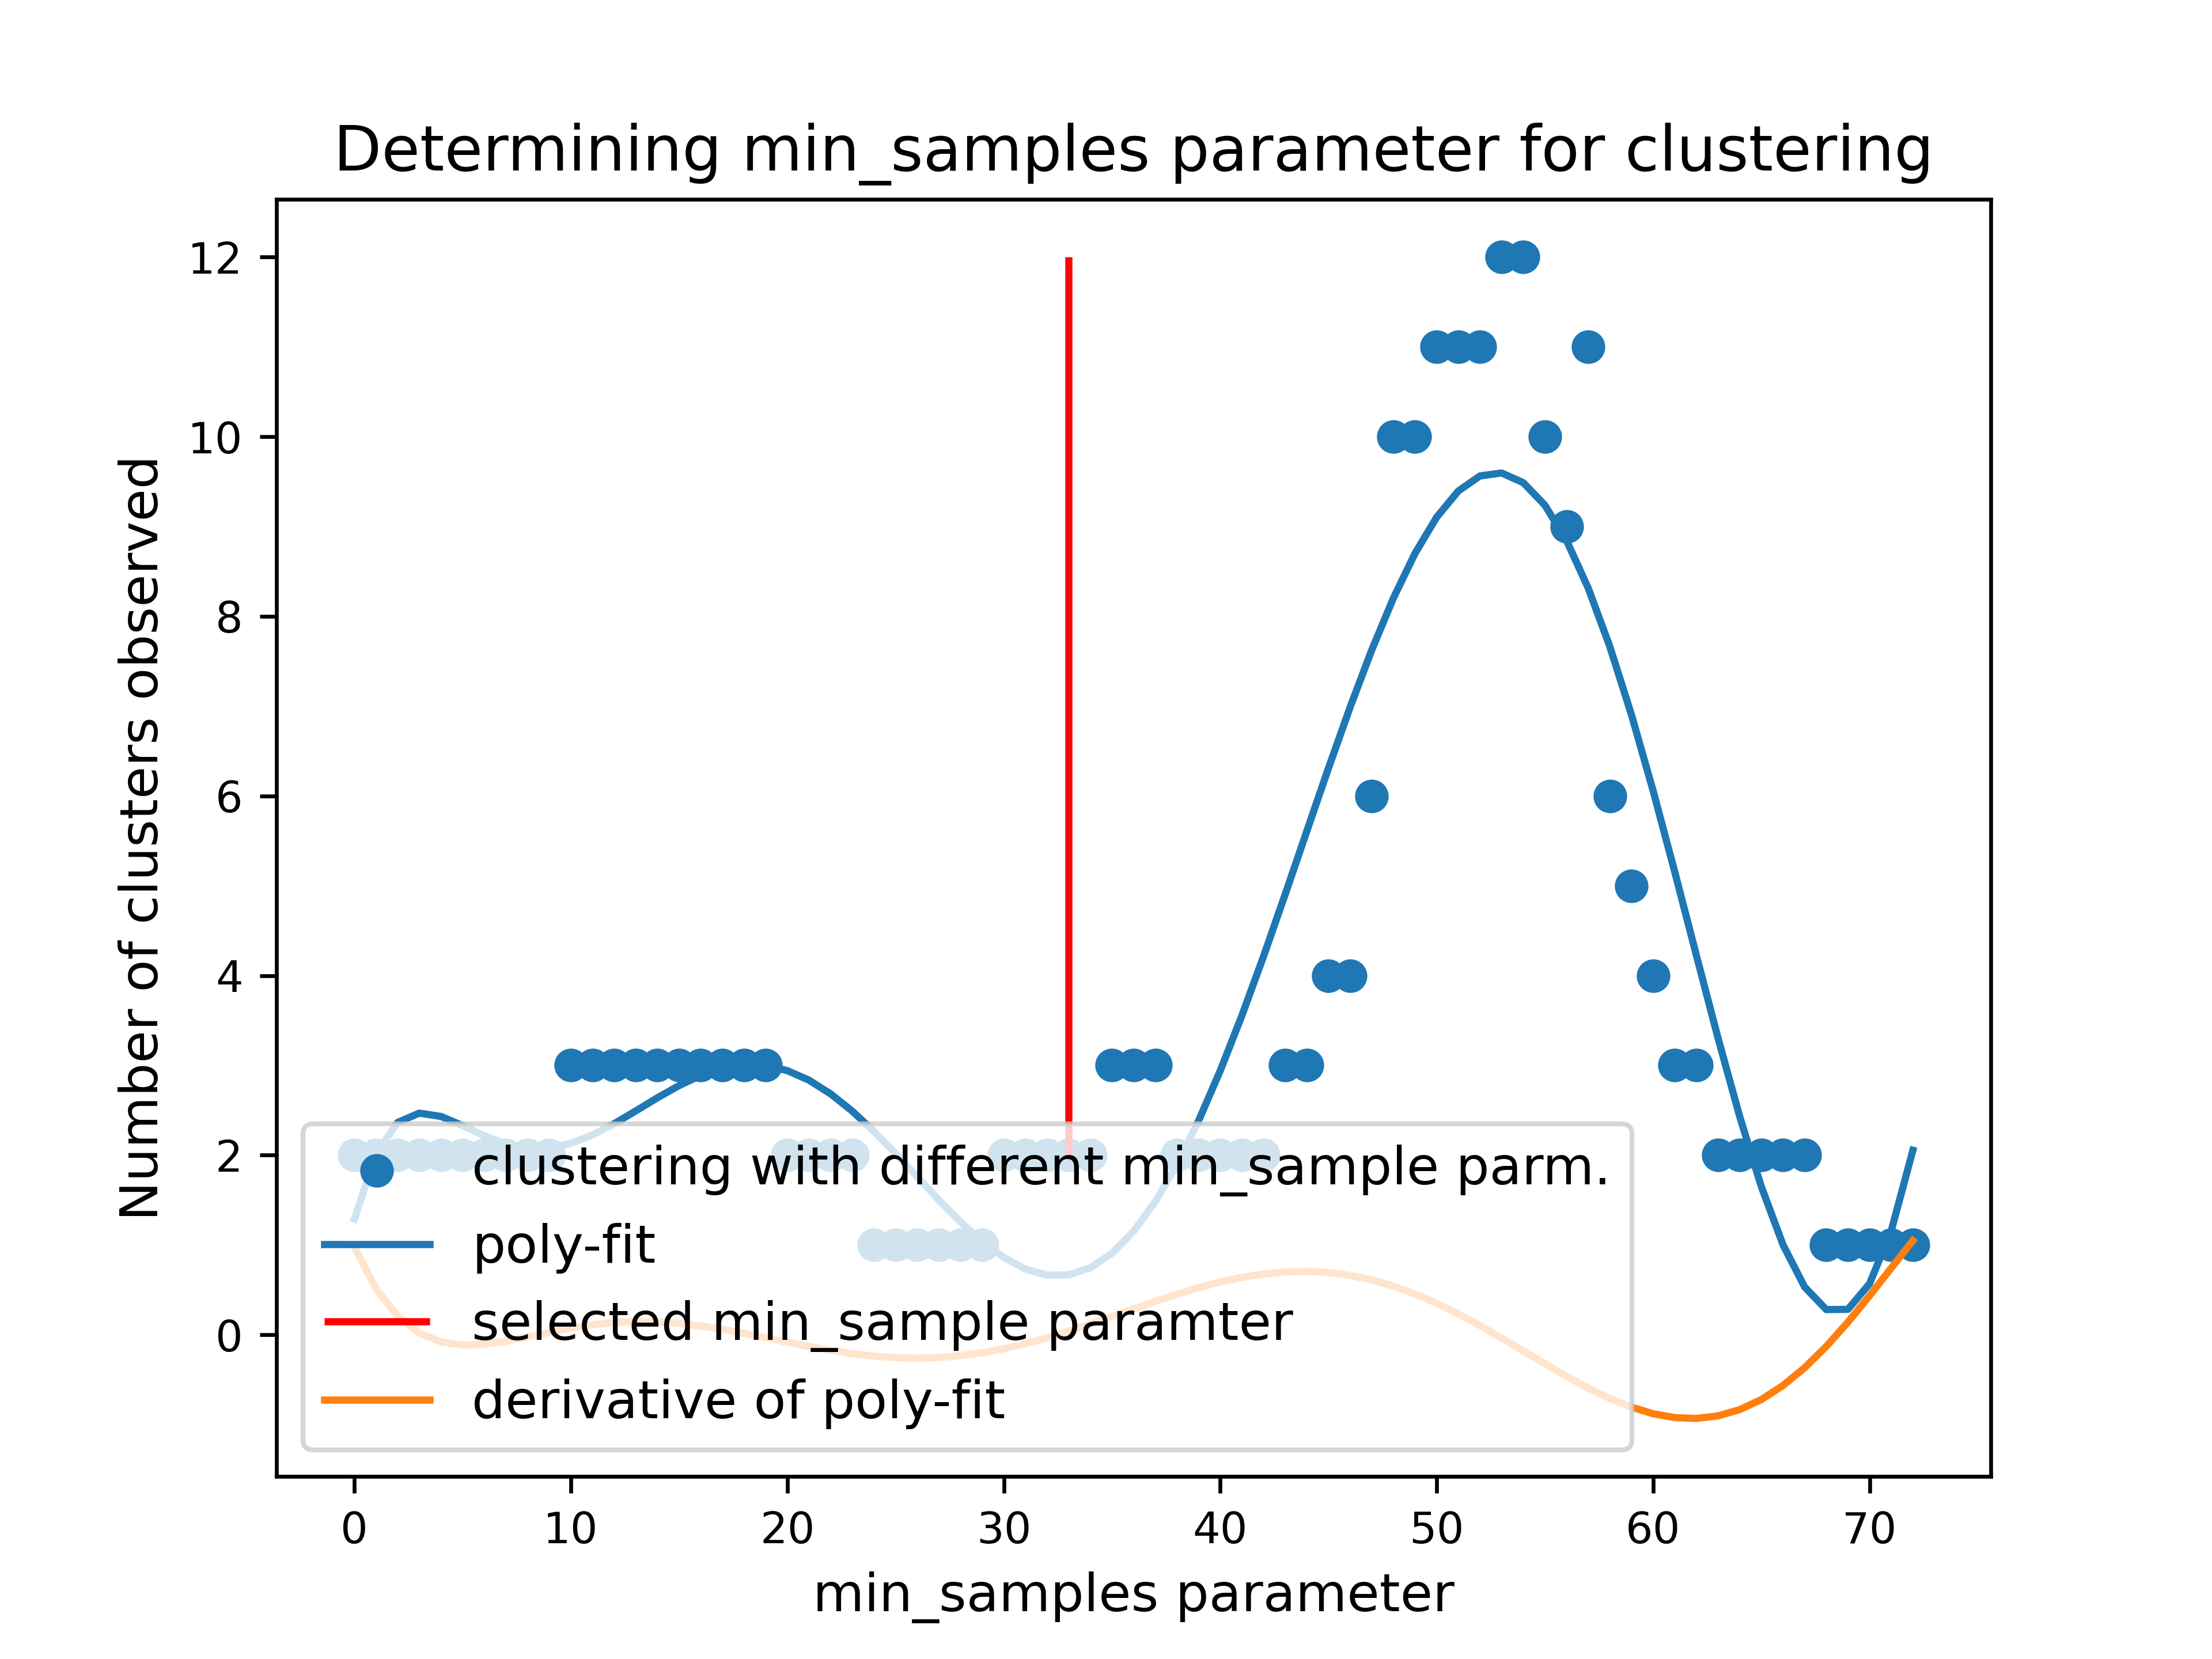 Determining min_samples parameter for clustering
Number of clusters observed
12
10
8
6
4
2
0
clustering with different min_sample parm.
poly-fit
selected min_sample paramter
derivative of poly-fit
0 10 20 30 40 50 60 70
min_samples parameter